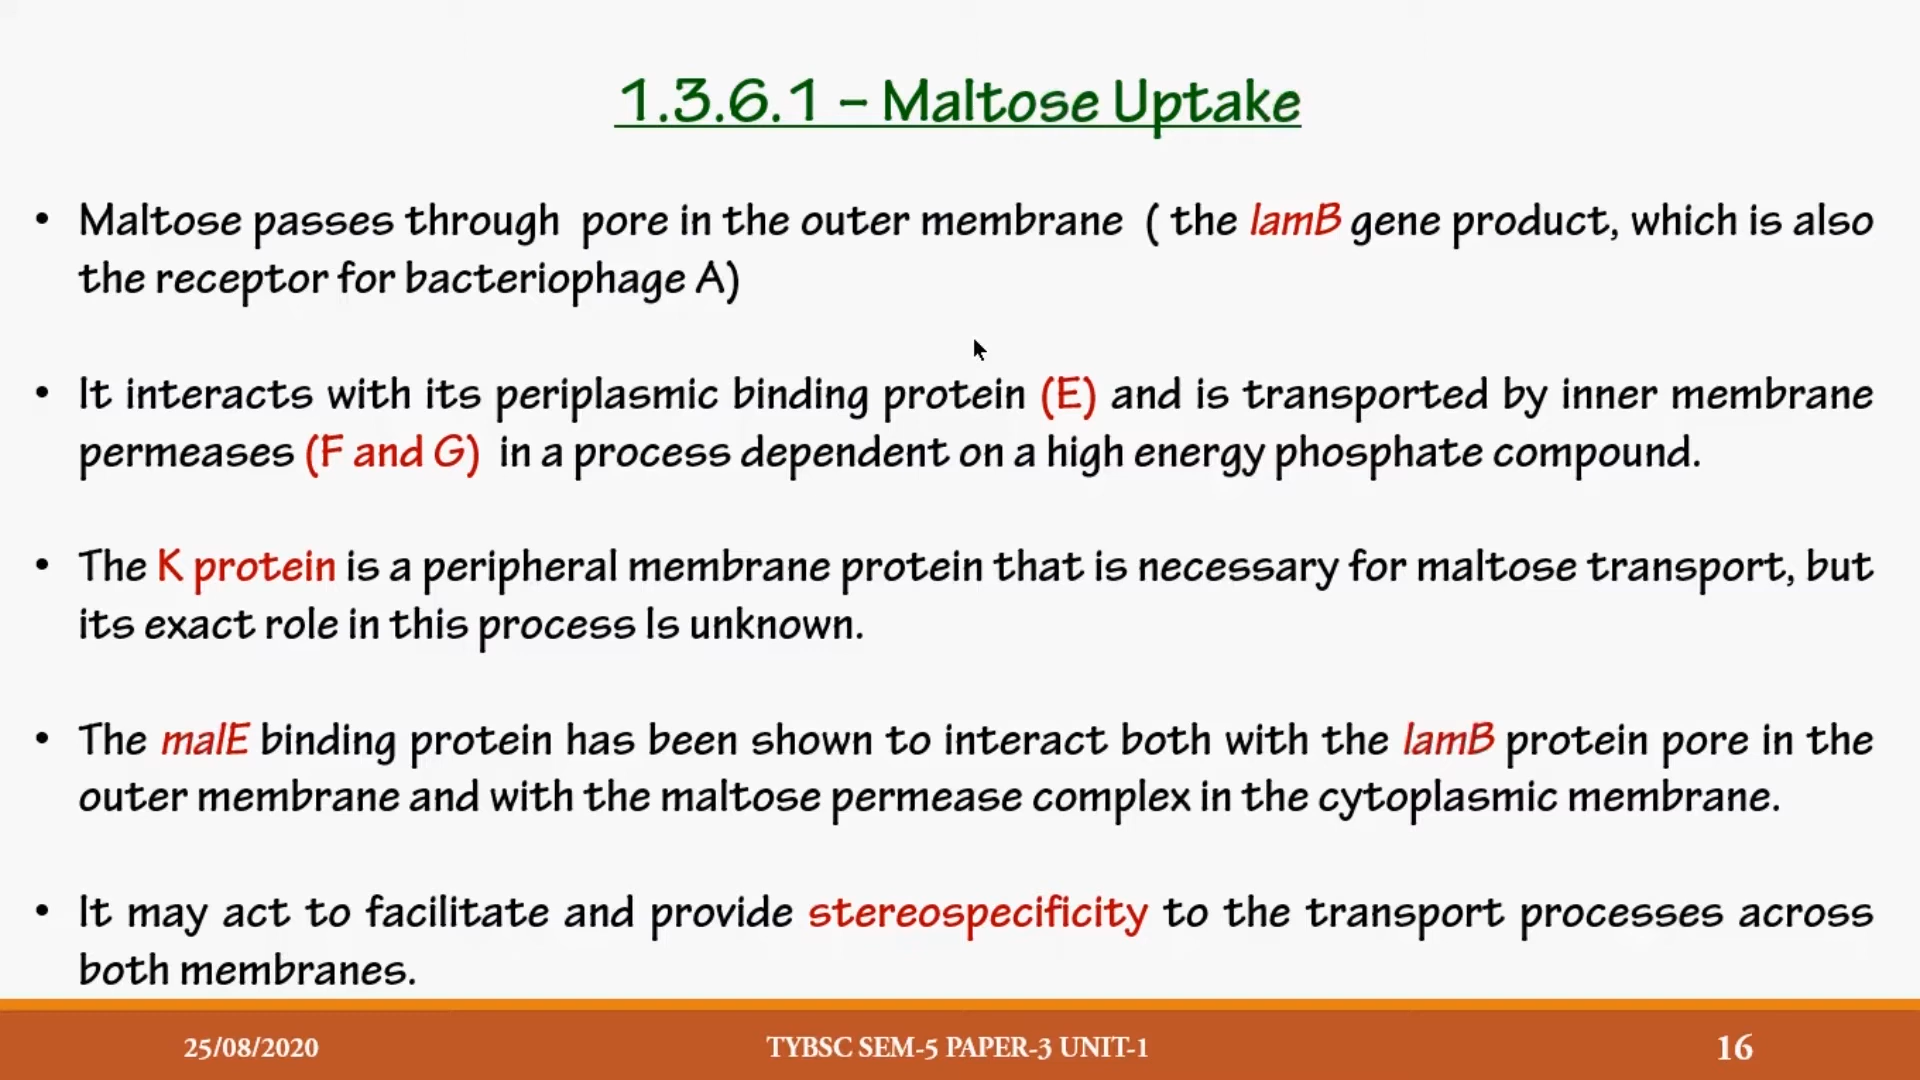 1.3.6.1 – Maltose Uptake
• Maltose passes through pore in the outer membrane ( the lamB gene product, which is also
the receptor for bacteriophage A)
• It interacts with its periplasmic binding protein (E) and is transported by inner membrane
permeases (F and G) in a process dependent on a high energy phosphate compound.
• The K protein is a peripheral membrane protein that is necessary for maltose transport, but
its exact role in this process Is unknown.
• The malE binding protein has been shown to interact both with the lamB protein pore in the
outer membrane and with the maltose permease complex in the cytoplasmic membrane.
• It may act to facilitate and provide stereospecificity to the transport processes across
both membranes.
25/08/2020 TYBSC SEM-5 PAPER-3 UNIT-1 16